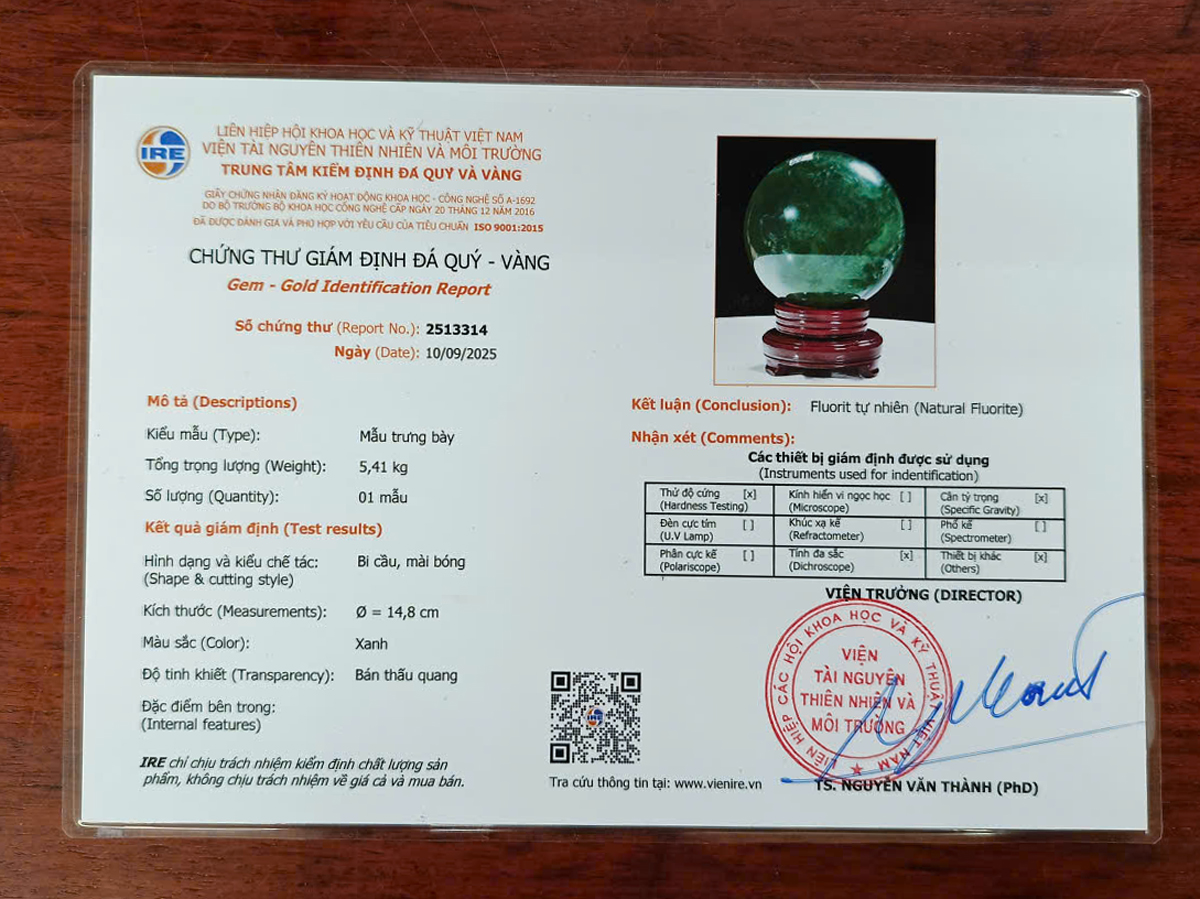 IRE
LIÊN HIỆP HỘI KHOA HỌC VÀ KỸ THUẬT VIỆT NAM
VIỆN TÀI NGUYÊN THIÊN NHIÊN VÀ MÔI TRƯỜNG
TRUNG TÂM KIỂM ĐỊNH ĐÁ QUÝ VÀ VÀNG
GIẤY CHỨNG NHẬN ĐĂNG KÝ HOẠT ĐỘNG KHOA HỌC - CÔNG NGHỆ SỐ A-1692
DO BỘ TRƯỞNG BỘ KHOA HỌC CÔNG NGHỆ CẤP NGÀY 20 THÁNG 12 NĂM 2016
ĐÃ ĐƯỢC ĐÁNH GIÁ VÀ PHÙ HỢP VỚI YÊU CẦU CỦA TIÊU CHUẨN ISO 9001:2015
CHỨNG THƯ GIÁM ĐỊNH ĐÁ QUÝ - VÀNG
Gem - Gold Identification Report
Số chứng thư (Report No.): 2513314
Ngày (Date): 10/09/2025
Mô tả (Descriptions)
Kiểu mẫu (Type): Mẫu trưng bày
Tổng trọng lượng (Weight): 5,41 kg
Số lượng (Quantity): 01 mẫu
Kết quả giám định (Test results)
Hình dạng và kiểu chế tác: Bi cầu, mài bóng
(Shape & cutting style)
Kích thước (Measurements): Ø = 14,8 cm
Màu sắc (Color): Xanh
Độ tinh khiết (Transparency): Bán thấu quang
Đặc điểm bên trong:
(Internal features)
IRE chỉ chịu trách nhiệm kiểm định chất lượng sản
phẩm, không chịu trách nhiệm về giá cả và mua bán.
IRE
Tra cứu thông tin tại: www.vienire.vn
Kết luận (Conclusion): Fluorit tự nhiên (Natural Fluorite)
Nhận xét (Comments):
Các thiết bị giám định được sử dụng
(Instruments used for indentification)
Thử độ cứng [x] Kính hiển vi ngọc học [ ] Cân tỷ trọng [x]
(Hardness Testing) (Microscope) (Specific Gravity)
Đèn cực tím [ ] Khúc xạ kế [ ] Phổ kế [ ]
(U.V Lamp) (Refractometer) (Spectrometer)
Phân cực kế [ ] Tính đa sắc [x] Thiết bị khác [x]
(Polariscope) (Dichroscope) (Others)
VIỆN TRƯỞNG (DIRECTOR)
LIÊN HIỆP CÁC HỘI KHOA HỌC VÀ KỸ THUẬT VIỆT NAM
VIỆN
TÀI NGUYÊN
THIÊN NHIÊN VÀ
MÔI TRƯỜNG
TS. NGUYỄN VĂN THÀNH (PhD)